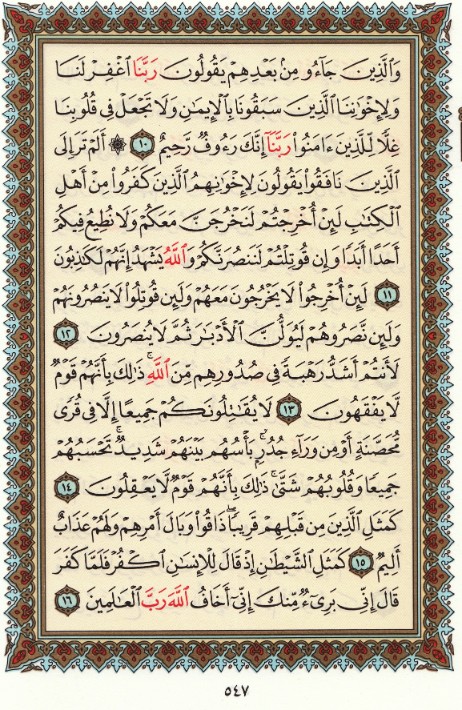 وَٱلَّذِينَ جَآءُو مِنۢ بَعۡدِهِمۡ يَقُولُونَ رَبَّنَا ٱغۡفِرۡ لَنَا
وَلِإِخۡوَٰنِنَا ٱلَّذِينَ سَبَقُونَا بِٱلۡإِيمَٰنِ وَلَا تَجۡعَلۡ فِي قُلُوبِنَا
غِلّٗا لِّلَّذِينَ ءَامَنُواْ رَبَّنَآ إِنَّكَ رَءُوفٞ رَّحِيمٌ ١٠ ۞ أَلَمۡ تَرَ إِلَى
ٱلَّذِينَ نَافَقُواْ يَقُولُونَ لِإِخۡوَٰنِهِمُ ٱلَّذِينَ كَفَرُواْ مِنۡ أَهۡلِ
ٱلۡكِتَٰبِ لَئِنۡ أُخۡرِجۡتُمۡ لَنَخۡرُجَنَّ مَعَكُمۡ وَلَا نُطِيعُ فِيكُمۡ
أَحَدًا أَبَدٗا وَإِن قُوتِلۡتُمۡ لَنَنصُرَنَّكُمۡ وَٱللَّهُ يَشۡهَدُ إِنَّهُمۡ لَكَٰذِبُونَ
١١ لَئِنۡ أُخۡرِجُواْ لَا يَخۡرُجُونَ مَعَهُمۡ وَلَئِن قُوتِلُواْ لَا يَنصُرُونَهُمۡ
وَلَئِن نَّصَرُوهُمۡ لَيُوَلُّنَّ ٱلۡأَدۡبَٰرَ ثُمَّ لَا يُنصَرُونَ ١٢
لَأَنتُمۡ أَشَدُّ رَهۡبَةٗ فِي صُدُورِهِم مِّنَ ٱللَّهِۚ ذَٰلِكَ بِأَنَّهُمۡ قَوۡمٞ
لَّا يَفۡقَهُونَ ١٣ لَا يُقَٰتِلُونَكُمۡ جَمِيعًا إِلَّا فِي قُرٗى
مُّحَصَّنَةٍ أَوۡ مِن وَرَآءِ جُدُرِۭۚ بَأۡسُهُم بَيۡنَهُمۡ شَدِيدٞۚ تَحۡسَبُهُمۡ
جَمِيعٗا وَقُلُوبُهُمۡ شَتَّىٰۚ ذَٰلِكَ بِأَنَّهُمۡ قَوۡمٞ لَّا يَعۡقِلُونَ ١٤
كَمَثَلِ ٱلَّذِينَ مِن قَبۡلِهِمۡ قَرِيبٗاۖ ذَاقُواْ وَبَالَ أَمۡرِهِمۡ وَلَهُمۡ عَذَابٌ
أَلِيمٞ ١٥ كَمَثَلِ ٱلشَّيۡطَٰنِ إِذۡ قَالَ لِلۡإِنسَٰنِ ٱكۡفُرۡ فَلَمَّا كَفَرَ
قَالَ إِنِّي بَرِيٓءٞ مِّنكَ إِنِّيٓ أَخَافُ ٱللَّهَ رَبَّ ٱلۡعَٰلَمِينَ ١٦
٥٤٧